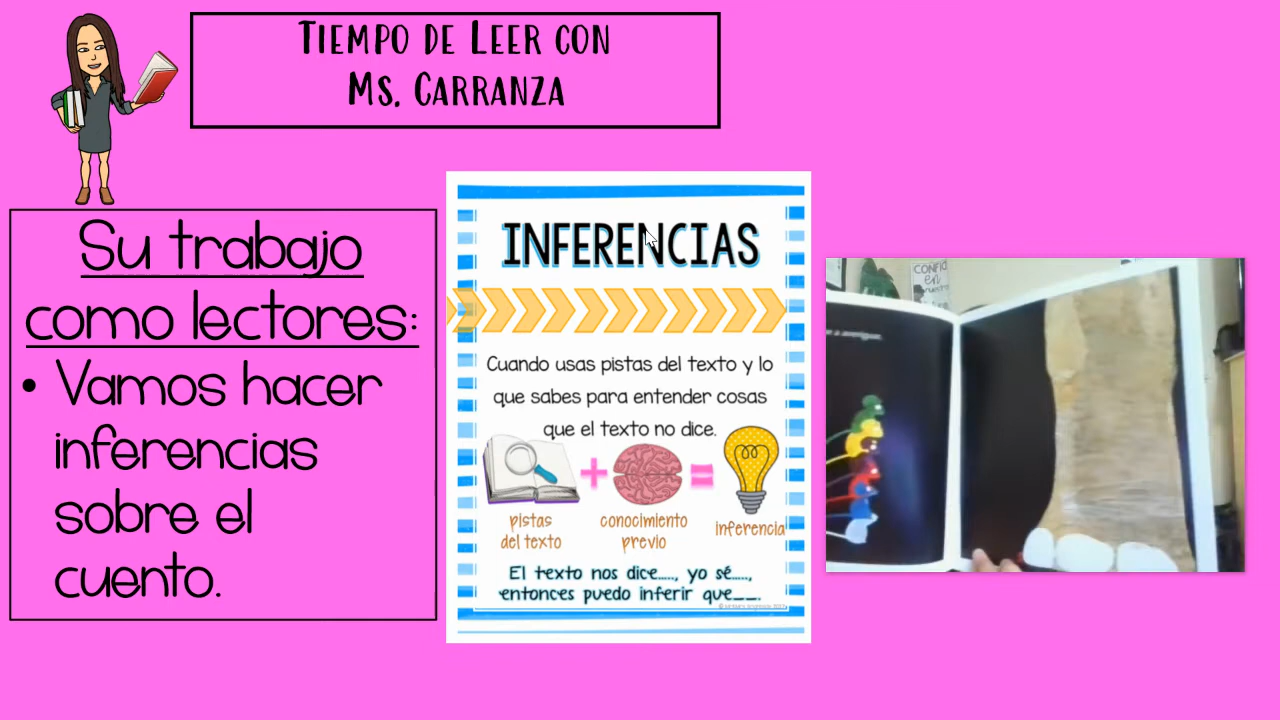 Tiempo de Leer con
Ms. Carranza
Su trabajo
como lectores:
• Vamos hacer
inferencias
sobre el
cuento.
INFERENCIAS
Cuando usas pistas del texto y lo
que sabes para entender cosas
que el texto no dice.
pistas
del texto
conocimiento
previo
inferencia
El texto nos dice....., yo sé.....,
entonces puedo inferir que___.
CONFÍO
en